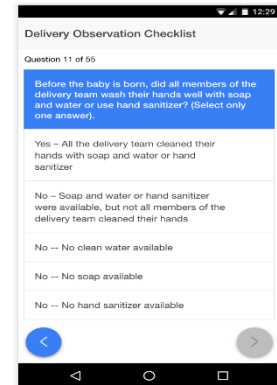 12:29
Delivery Observation Checklist
Question 11 of 55
Before the baby is born, did all members of the
delivery team wash their hands well with soap
and water or use hand sanitizer? (Select only
one answer).
Yes – All the delivery team cleaned their
hands with soap and water or hand
sanitizer
No – Soap and water or hand sanitizer
were available, but not all members of the
delivery team cleaned their hands
No -- No clean water available
No -- No soap available
No -- No hand sanitizer available